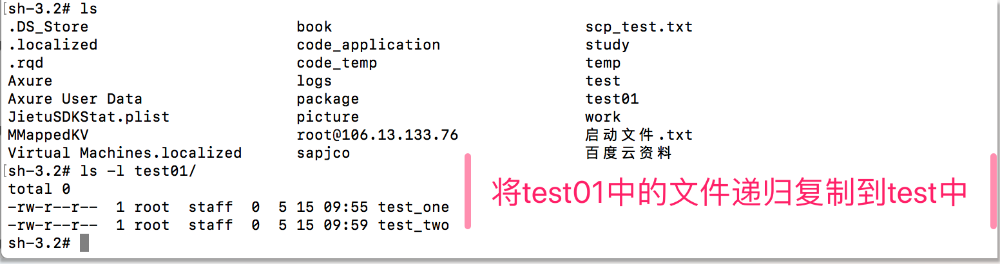 [sh-3.2# ls
.DS_Store book scp_test.txt
.localized code_application study
.rqd code_temp temp
Axure logs test
Axure User Data package test01
JietuSDKStat.plist picture work
MMappedKV root@106.13.133.76 启动文件.txt
Virtual Machines.localized sapjco 百度云资料
[sh-3.2# ls -l test01/
total 0
-rw-r--r-- 1 root staff 0 5 15 09:55 test_one
-rw-r--r-- 1 root staff 0 5 15 09:59 test_two
sh-3.2#
将test01中的文件递归复制到test中